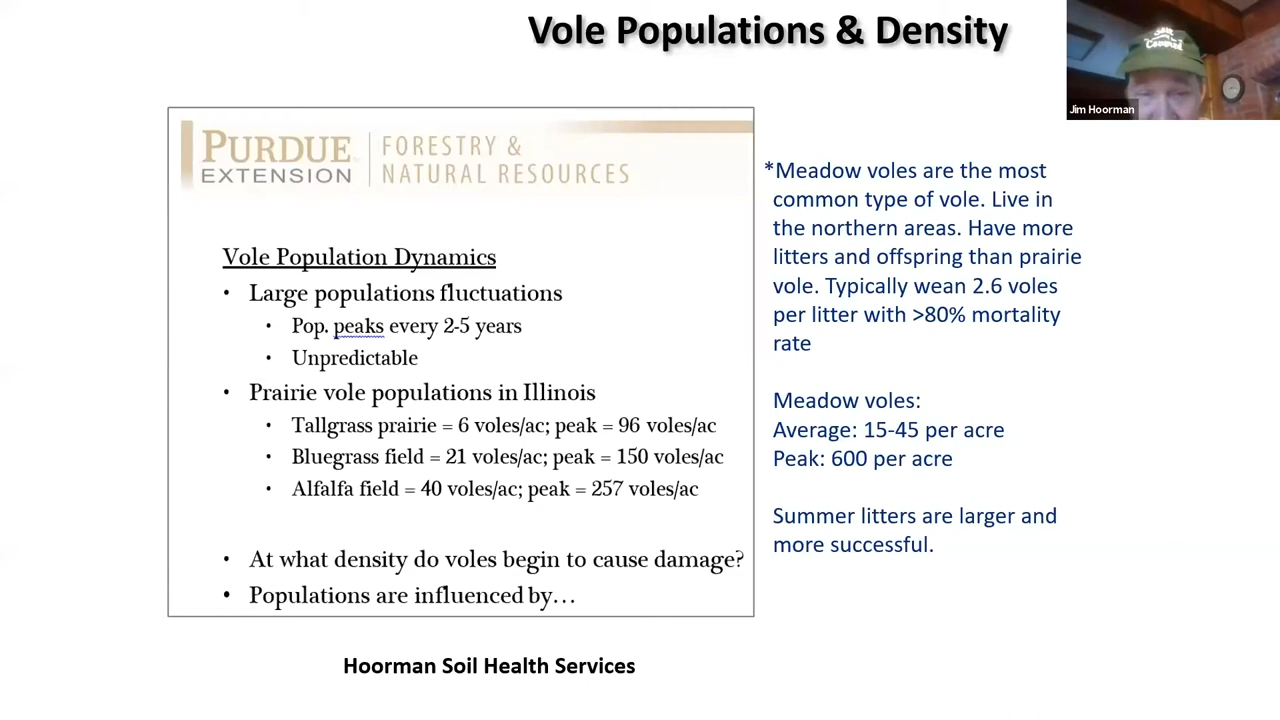 Vole Populations & Density
Jim Hoorman
PURDUE
EXTENSION
FORESTRY &
NATURAL RESOURCES
Vole Population Dynamics
• Large populations fluctuations
• Pop. peaks every 2-5 years
• Unpredictable
• Prairie vole populations in Illinois
• Tallgrass prairie = 6 voles/ac; peak = 96 voles/ac
• Bluegrass field = 21 voles/ac; peak = 150 voles/ac
• Alfalfa field = 40 voles/ac; peak = 257 voles/ac
• At what density do voles begin to cause damage?
• Populations are influenced by…
*Meadow voles are the most
common type of vole. Live in
the northern areas. Have more
litters and offspring than prairie
vole. Typically wean 2.6 voles
per litter with >80% mortality
rate
Meadow voles:
Average: 15-45 per acre
Peak: 600 per acre
Summer litters are larger and
more successful.
Hoorman Soil Health Services